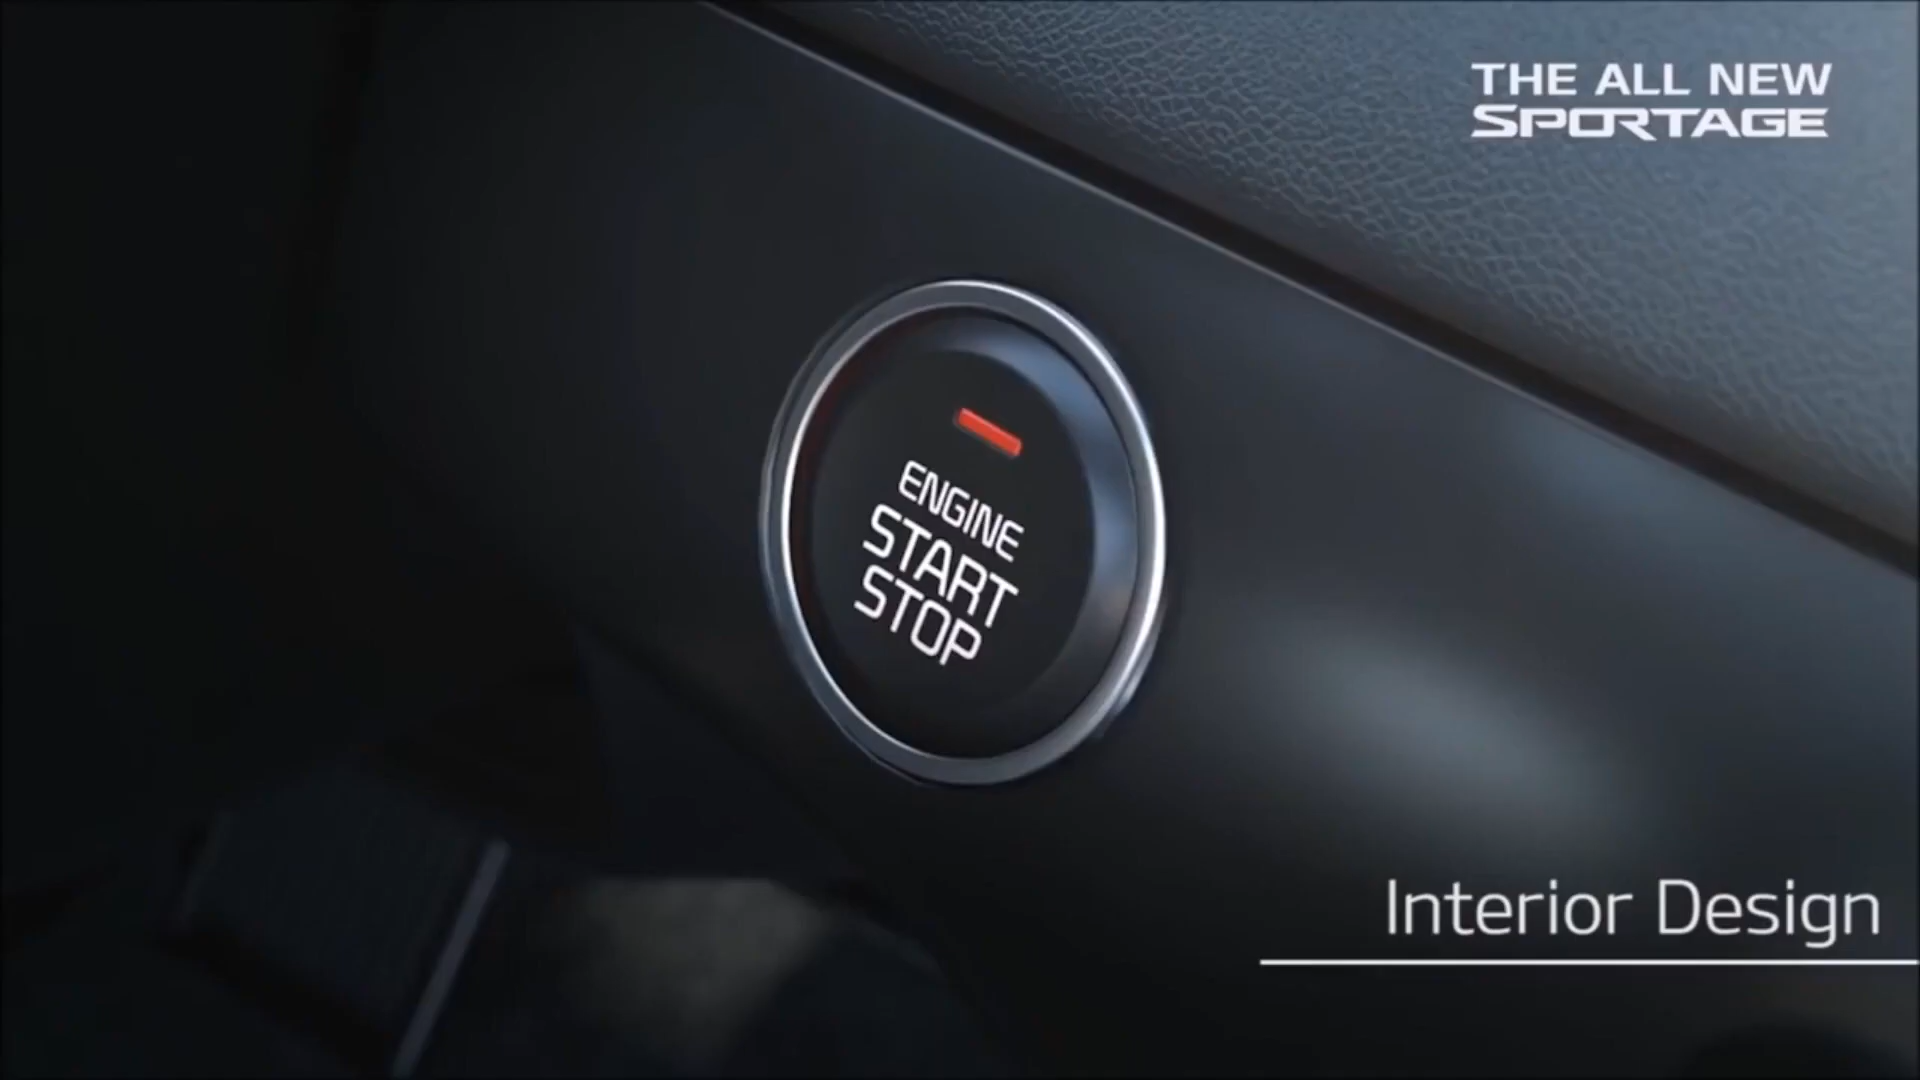 THE ALL NEW
SPORTAGE
ENGINE
START
STOP
Interior Design